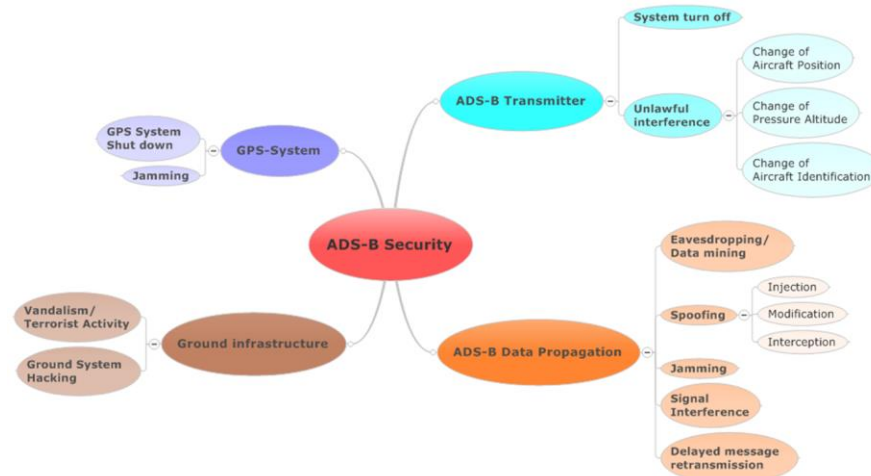 System turn off
ADS-B Transmitter
Unlawful
interference
Change of
Aircraft Position
Change of
Pressure Altitude
Change of
Aircraft Identification
GPS System
Shut down
Jamming
GPS-System
ADS-B Security
Vandalism/
Terrorist Activity
Ground System
Hacking
Ground infrastructure
ADS-B Data Propagation
Eavesdropping/
Data mining
Spoofing
Injection
Modification
Interception
Jamming
Signal
Interference
Delayed message
retransmission